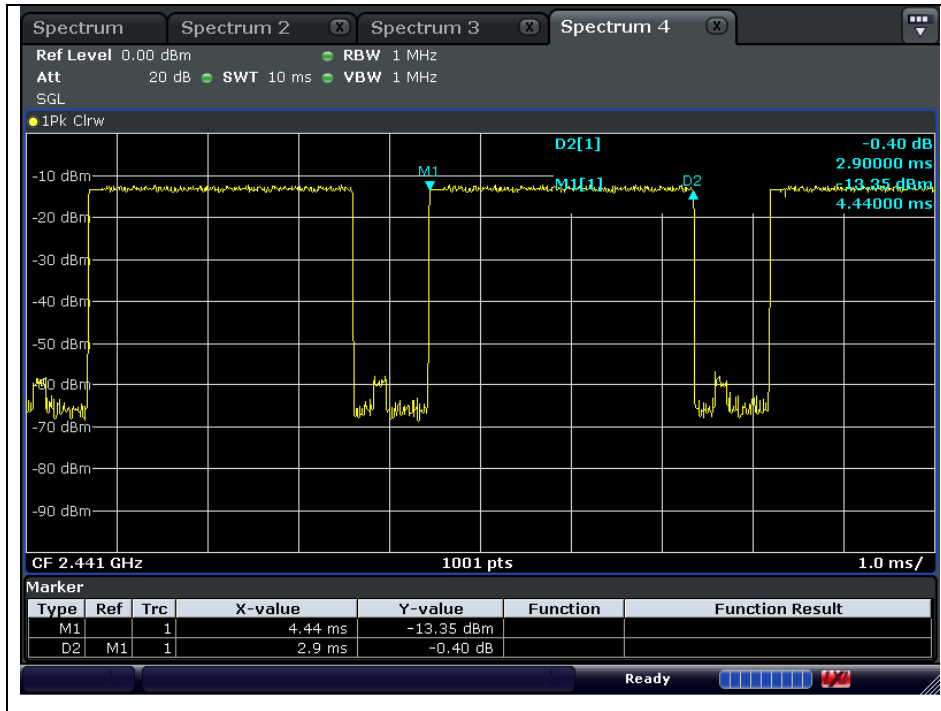 Spectrum Spectrum 2 X Spectrum 3 X Spectrum 4 X
Ref Level 0.00 dBm RBW 1 MHz
Att 20 dB SWT 10 ms VBW 1 MHz
SGL
1Pk Clrw
D2[1] -0.40 dB
2.90000 ms
M1[1] -13.35 dBm
4.44000 ms
M1
D2
-10 dBm
-20 dBm
-30 dBm
-40 dBm
-50 dBm
-60 dBm
-70 dBm
-80 dBm
-90 dBm
CF 2.441 GHz 1001 pts 1.0 ms/
Marker
Type Ref Trc X-value Y-value Function Function Result
M1 1 4.44 ms -13.35 dBm
D2 M1 1 2.9 ms -0.40 dB
Ready